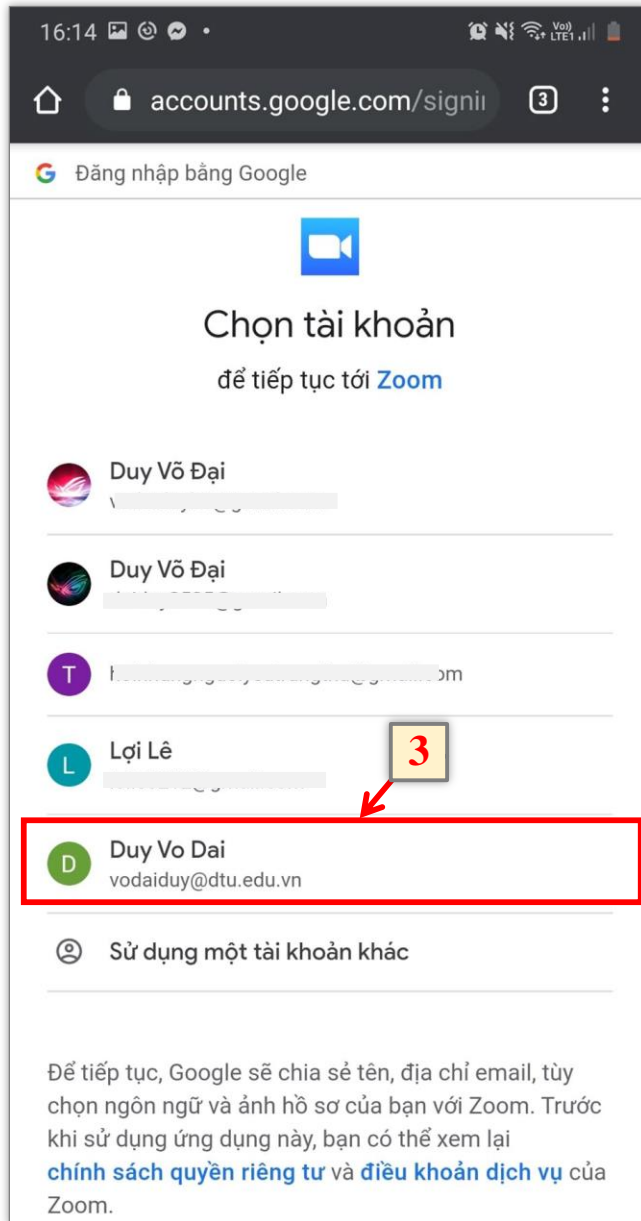 16:14
accounts.google.com/signi
3
Đăng nhập bằng Google
Chọn tài khoản
để tiếp tục tới Zoom
Duy Võ Đại
Duy Võ Đại
T
L
Lợi Lê
3
D
Duy Vo Dai
vodaiduy@dtu.edu.vn
Sử dụng một tài khoản khác
Để tiếp tục, Google sẽ chia sẻ tên, địa chỉ email, tùy
chọn ngôn ngữ và ảnh hồ sơ của bạn với Zoom. Trước
khi sử dụng ứng dụng này, bạn có thể xem lại
chính sách quyền riêng tư và điều khoản dịch vụ của
Zoom.